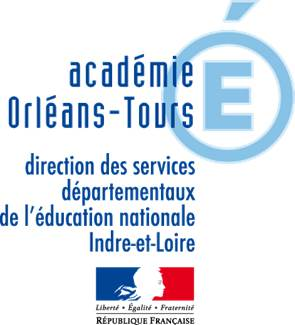 académie
Orléans-Tours
É
direction des services
départementaux
de l'éducation nationale
Indre-et-Loire
Liberté • Égalité • Fraternité
RÉPUBLIQUE FRANÇAISE